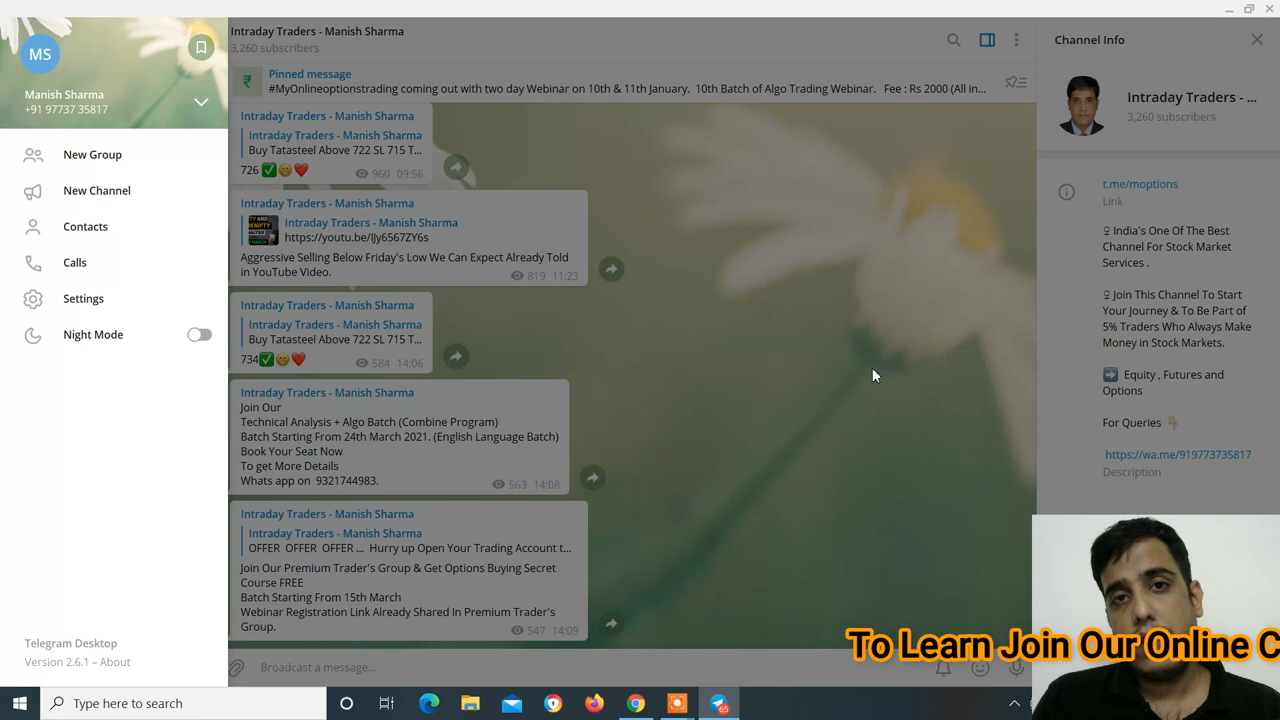 MS
Manish Sharma
+91 97737 35817
New Group
New Channel
Contacts
Calls
Settings
Night Mode
Telegram Desktop
Version 2.6.1 – About
Intraday Traders - Manish Sharma
3,260 subscribers
Pinned message
#MyOnlineoptionstrading coming out with two day Webinar on 10th & 11th January. 10th Batch of Algo Trading Webinar. Fee : Rs 2000 (All in...
Intraday Traders - Manish Sharma
Intraday Traders - Manish Sharma
Buy Tatasteel Above 722 SL 715 T...
726 ✅😁❤️ 960 09:56
Intraday Traders - Manish Sharma
Intraday Traders - Manish Sharma
https://youtu.be/IJy6567ZY6s
Aggressive Selling Below Friday's Low We Can Expect Already Told
in YouTube Video. 819 11:23
Intraday Traders - Manish Sharma
Intraday Traders - Manish Sharma
Buy Tatasteel Above 722 SL 715 T...
734✅😁❤️ 584 14:06
Intraday Traders - Manish Sharma
Join Our
Technical Analysis + Algo Batch (Combine Program)
Batch Starting From 24th March 2021. (English Language Batch)
Book Your Seat Now
To get More Details
Whats app on 9321744983. 563 14:08
Intraday Traders - Manish Sharma
Intraday Traders - Manish Sharma
OFFER OFFER OFFER ... Hurry up Open Your Trading Account t...
Join Our Premium Trader's Group & Get Options Buying Secret
Course FREE
Batch Starting From 15th March
Webinar Registration Link Already Shared In Premium Trader's
Group. 547 14:09
Broadcast a message...
Channel Info
Intraday Traders - ...
3,260 subscribers
t.me/moptions
Link
India's One Of The Best
Channel For Stock Market
Services .
Join This Channel To Start
Your Journey & To Be Part of
5% Traders Who Always Make
Money in Stock Markets.
➡️ Equity , Futures and
Options
For Queries 👇🏻
https://wa.me/919773735817
Description
To Learn Join Our Online C
Type here to search
65